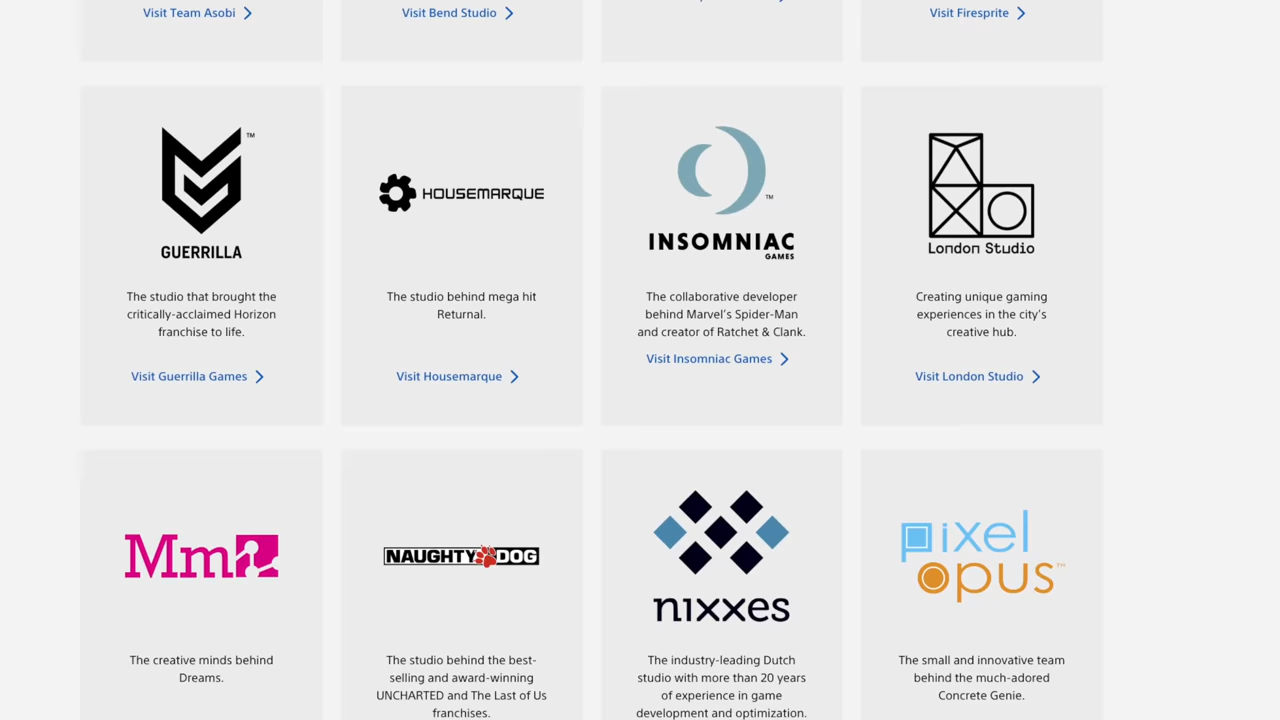 Visit Team Asobi
Visit Bend Studio
Visit Firesprite
GUERRILLA
TM
The studio that brought the
critically-acclaimed Horizon
franchise to life.
Visit Guerrilla Games
HOUSEMARQUE
The studio behind mega hit
Returnal.
Visit Housemarque
TM
INSOMNIAC
GAMES
The collaborative developer
behind Marvel's Spider-Man
and creator of Ratchet & Clank.
Visit Insomniac Games
London Studio
Creating unique gaming
experiences in the city's
creative hub.
Visit London Studio
Mm
The creative minds behind
Dreams.
NAUGHTY DOG
The studio behind the best-
selling and award-winning
UNCHARTED and The Last of Us
franchises.
nixxes
The industry-leading Dutch
studio with more than 20 years
of experience in game
development and optimization.
pixel
opus™
The small and innovative team
behind the much-adored
Concrete Genie.